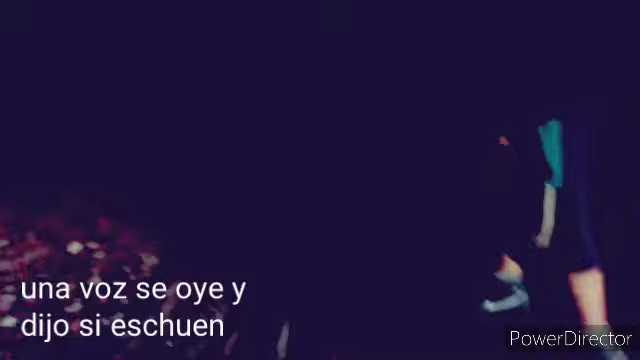 una voz se oye y
dijo si eschuen
PowerDirector